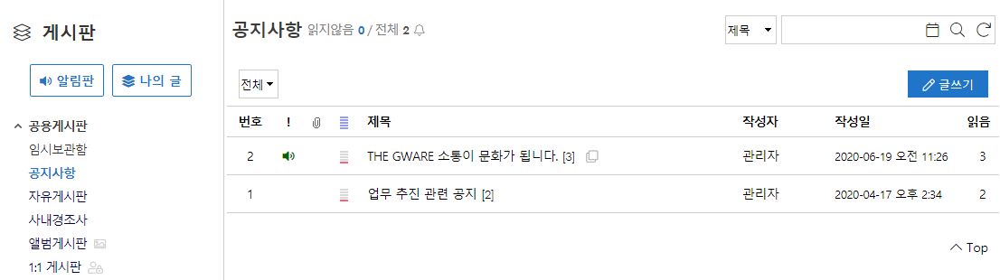 게시판
알림판 나의 글
공용게시판
임시보관함
공지사항
자유게시판
사내경조사
앨범게시판
1:1 게시판
공지사항 읽지않음 0 / 전체 2
제목
전체
글쓰기
번호 ! 제목 작성자 작성일 읽음
2 THE GWARE 소통이 문화가 됩니다. [3] 관리자 2020-06-19 오전 11:26 3
1 업무 추진 관련 공지 [2] 관리자 2020-04-17 오후 2:34 2
Top